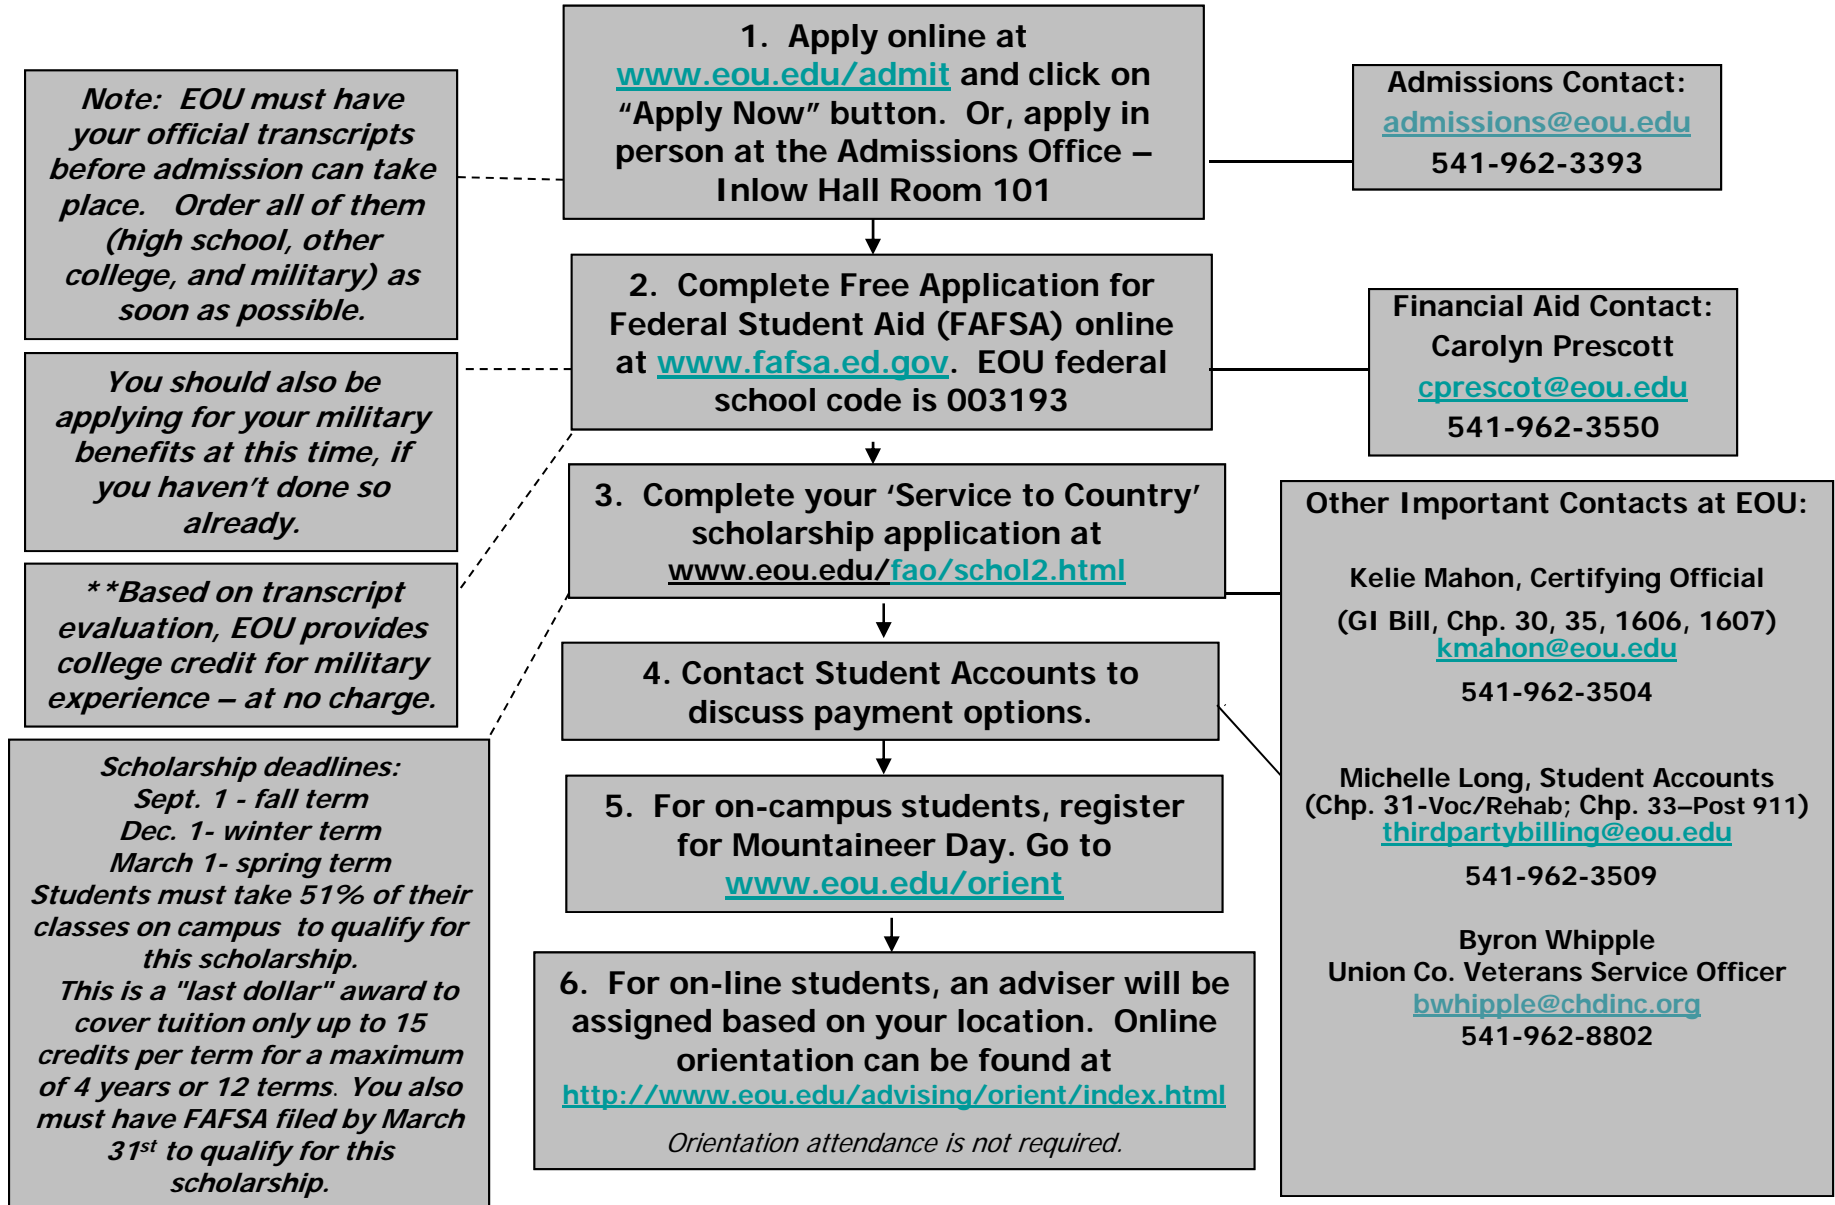 1.  Apply online at
www.eou.edu/admit and click on
“Apply Now” button.  Or, apply in
person at the Admissions Office –
Inlow Hall Room 101
Note:  EOU must have
your official transcripts
before admission can take
place.   Order all of them
(high school, other
college, and military) as
soon as possible.
Admissions Contact:
admissions@eou.edu
541-962-3393
2.  Complete Free Application for
Federal Student Aid (FAFSA) online
at www.fafsa.ed.gov.  EOU federal
school code is 003193
You should also be
applying for your military
benefits at this time, if
you haven’t done so
already.
**Based on transcript
evaluation, EOU provides
college credit for military
experience – at no charge.
Financial Aid Contact:
Carolyn Prescott
cprescot@eou.edu
541-962-3550
3.  Complete your ‘Service to Country’
scholarship application at
www.eou.edu/fao/schol2.html
Scholarship deadlines:
Sept. 1 - fall term
Dec. 1- winter term
March 1- spring term
Students must take 51% of their
classes on campus  to qualify for
this scholarship.
This is a "last dollar" award to
cover tuition only up to 15
credits per term for a maximum
of 4 years or 12 terms. You also
must have FAFSA filed by March
31st to qualify for this
scholarship.
4. Contact Student Accounts to
discuss payment options.
5.  For on-campus students, register
for Mountaineer Day. Go to
www.eou.edu/orient
6.  For on-line students, an adviser will be
assigned based on your location.  Online
orientation can be found at
http://www.eou.edu/advising/orient/index.html
Orientation attendance is not required.
Other Important Contacts at EOU:
Kelie Mahon, Certifying Official
(GI Bill, Chp. 30, 35, 1606, 1607)
kmahon@eou.edu
541-962-3504
Michelle Long, Student Accounts
(Chp. 31-Voc/Rehab; Chp. 33–Post 911)
thirdpartybilling@eou.edu
541-962-3509
Byron Whipple
Union Co. Veterans Service Officer
bwhipple@chdinc.org
541-962-8802